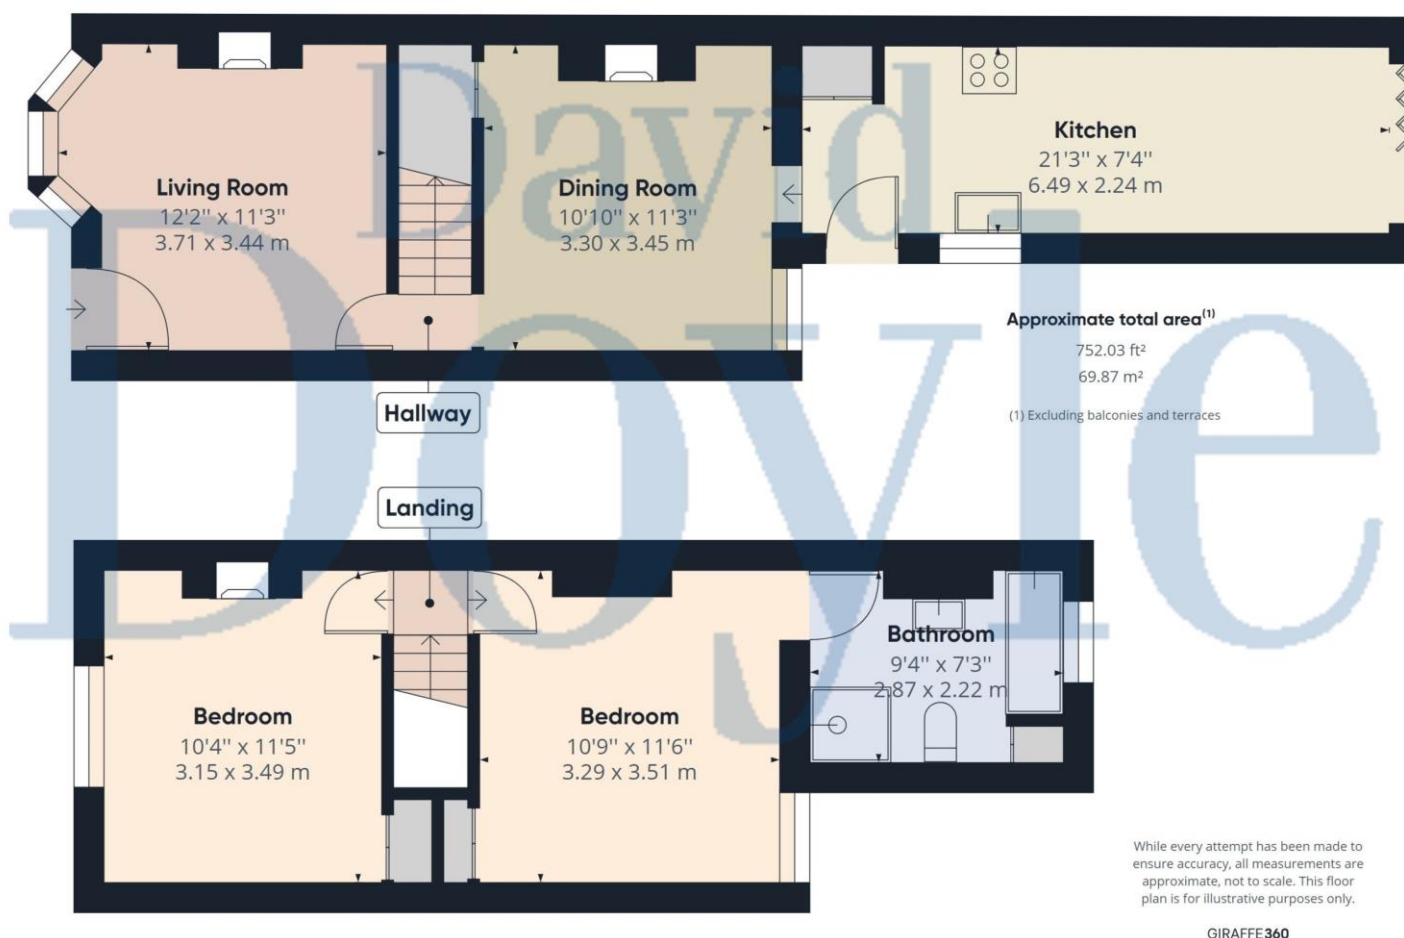 David
Doyle
Living Room
12'2" x 11'3"
3.71 x 3.44 m
Dining Room
10'10" x 11'3"
3.30 x 3.45 m
Kitchen
21'3" x 7'4"
6.49 x 2.24 m
Approximate total area(1)
752.03 ft²
69.87 m²
(1) Excluding balconies and terraces
Hallway
Landing
Bedroom
10'4" x 11'5"
3.15 x 3.49 m
Bedroom
10'9" x 11'6"
3.29 x 3.51 m
Bathroom
9'4" x 7'3"
2.87 x 2.22 m
While every attempt has been made to
ensure accuracy, all measurements are
approximate, not to scale. This floor
plan is for illustrative purposes only.
GIRAFFE360